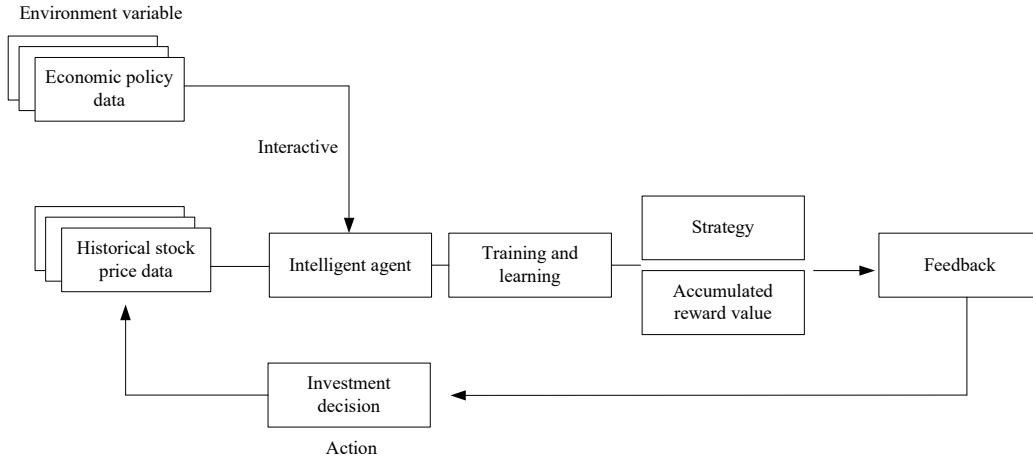 Environment variable
Economic policy
data
Interactive
Historical stock
price data
Intelligent agent
Training and
learning
Strategy
Accumulated
reward value
Feedback
Investment
decision
Action